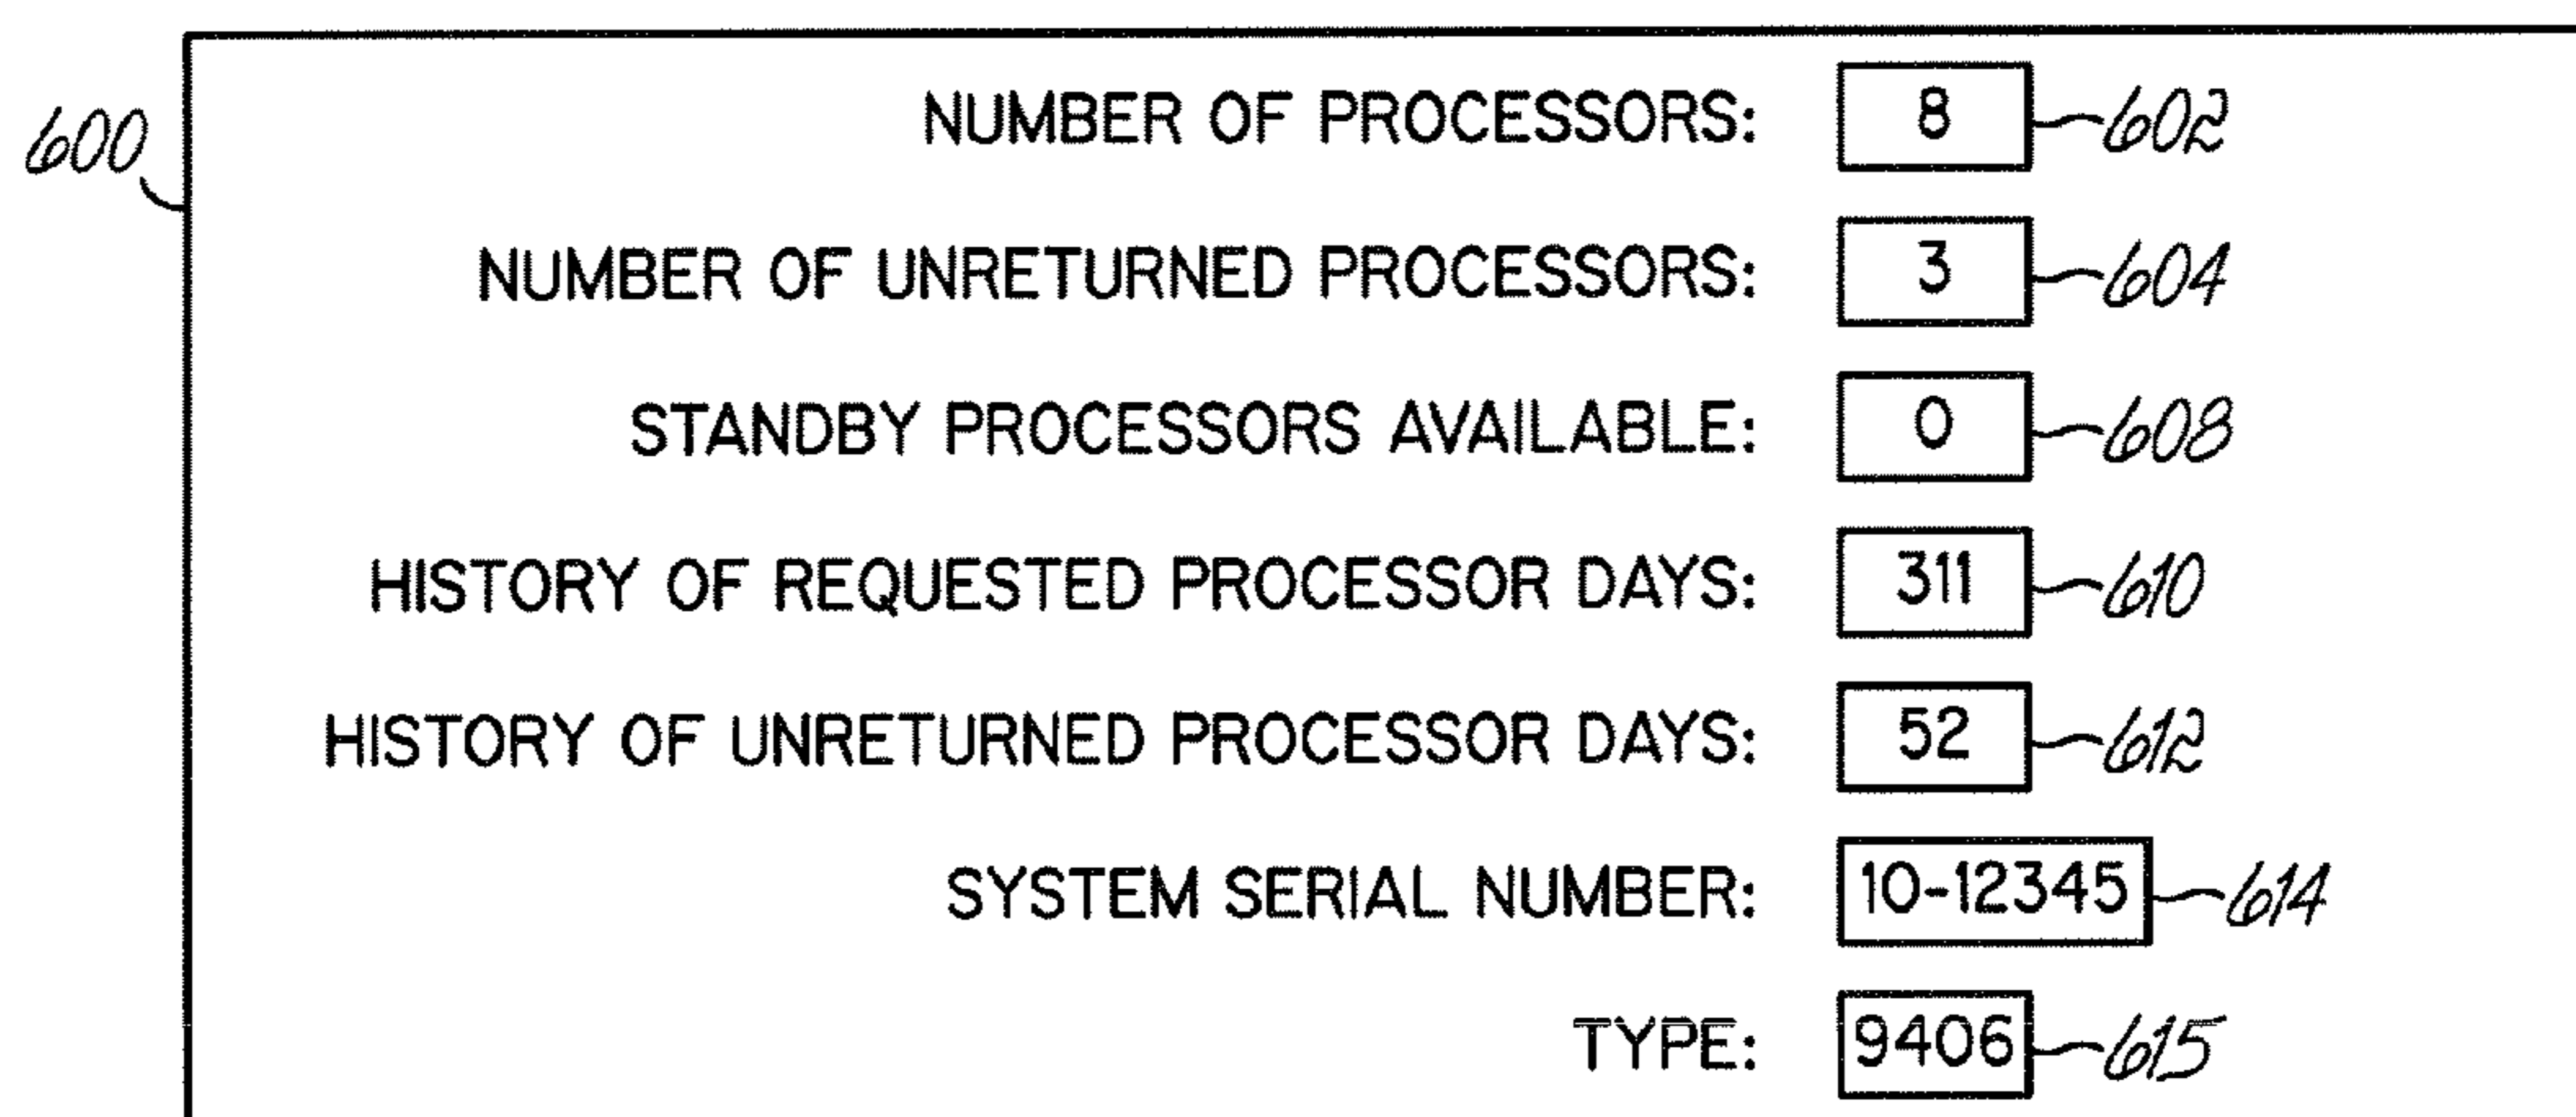 600
NUMBER OF PROCESSORS: 8 602
NUMBER OF UNRETURNED PROCESSORS: 3 604
STANDBY PROCESSORS AVAILABLE: 0 608
HISTORY OF REQUESTED PROCESSOR DAYS: 311 610
HISTORY OF UNRETURNED PROCESSOR DAYS: 52 612
SYSTEM SERIAL NUMBER: 10-12345 614
TYPE: 9406 615